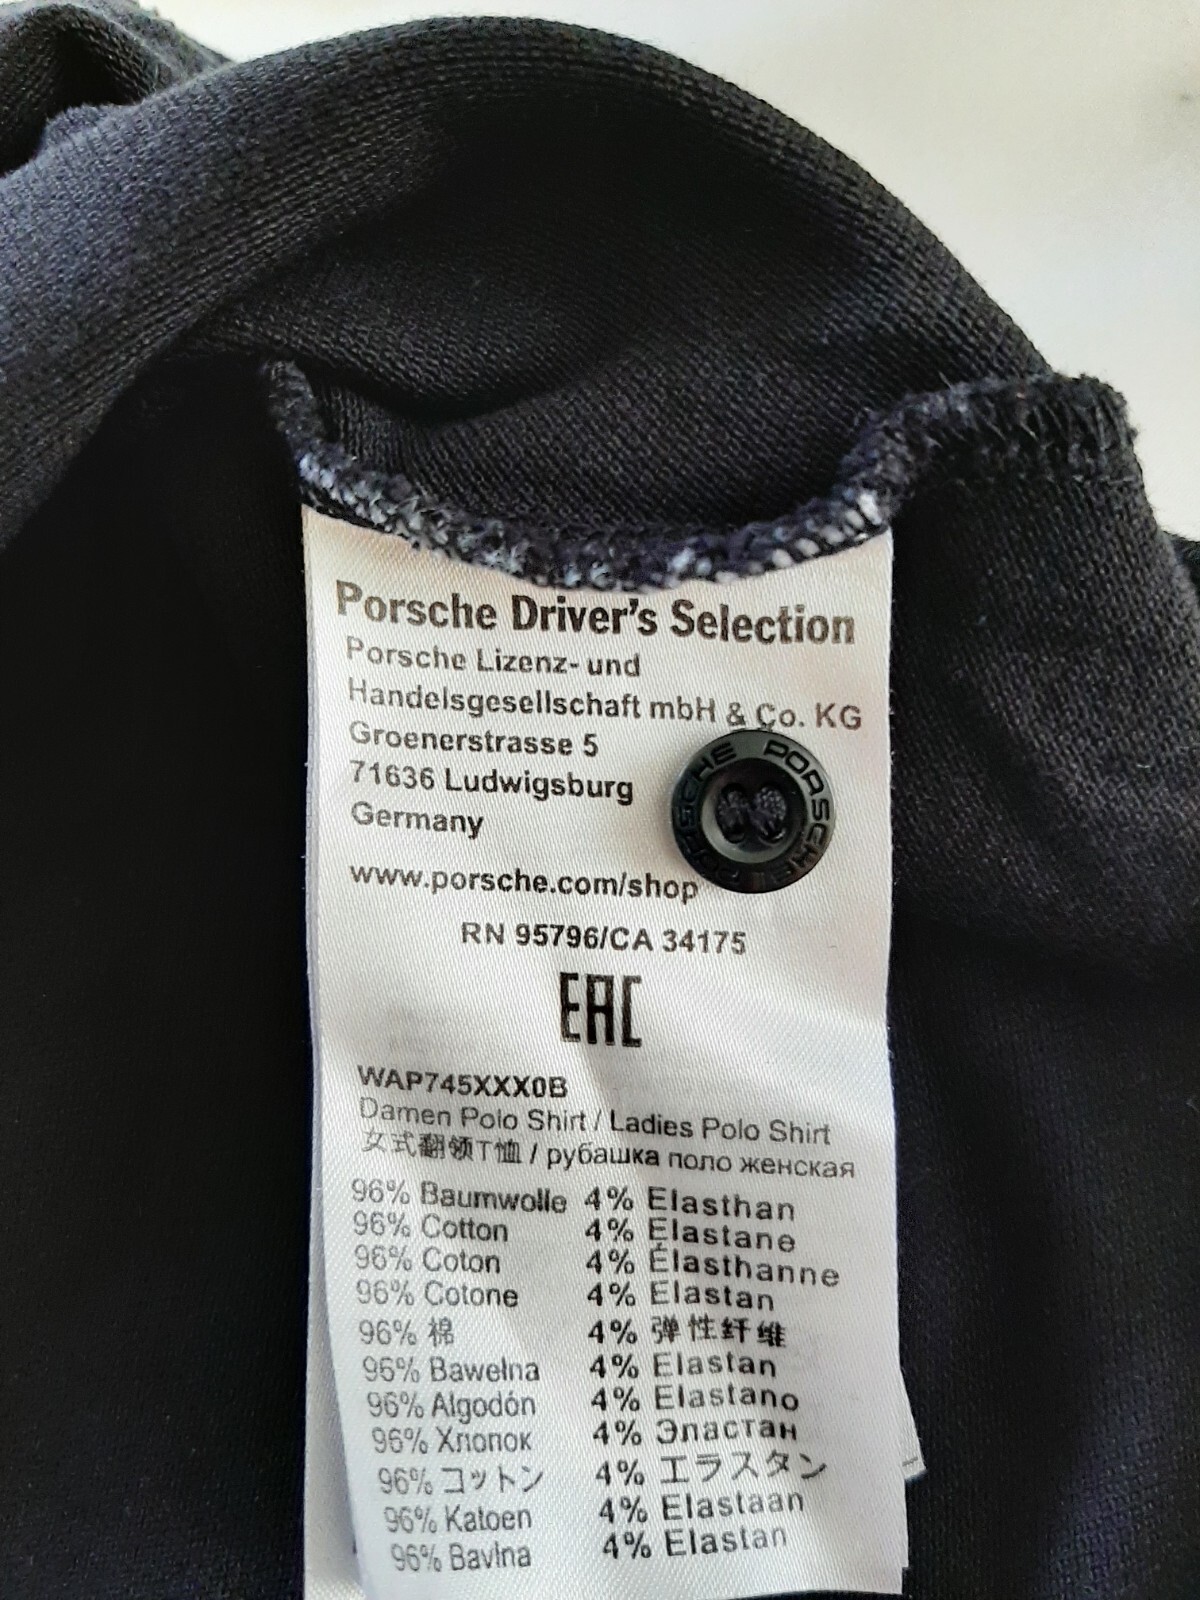 Porsche Driver's Selection
Porsche Lizenz- und
Handelsgesellschaft mbH & Co. KG
Groenerstrasse 5
71636 Ludwigsburg
Germany
PORSCHE PORSCHE
www.porsche.com/shop
RN 95796/CA 34175
EAC
WAP745XXX0B
Damen Polo Shirt / Ladies Polo Shirt
女式翻领T恤 / рубашка поло женская
96% Baumwolle 4% Elasthan
96% Cotton 4% Elastane
96% Coton 4% Élasthanne
96% Cotone 4% Elastan
96% 棉 4% 弹性纤维
96% Bawełna 4% Elastan
96% Algodón 4% Elastano
96% Хлопок 4% Эластан
96% コットン 4% エラスタン
96% Katoen 4% Elastaan
96% Bavlna 4% Elastan